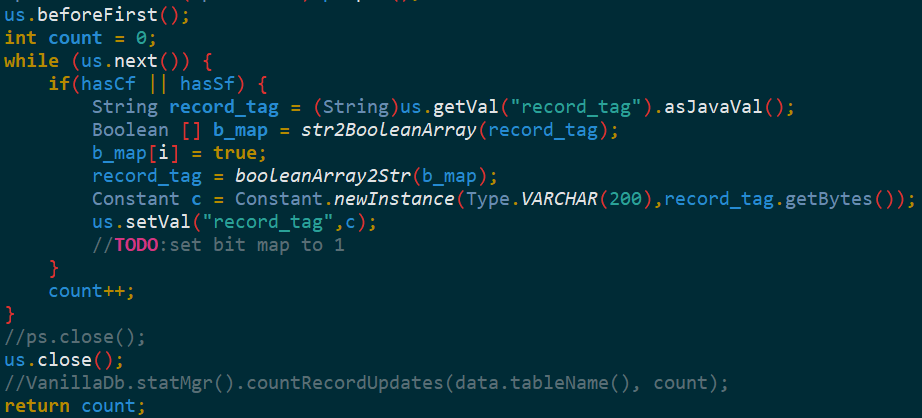 us.beforeFirst();
int count = 0;
while (us.next()) {
    if(hasCf || hasSf) {
        String record_tag = (String)us.getVal("record_tag").asJavaVal();
        Boolean [] b_map = str2BooleanArray(record_tag);
        b_map[i] = true;
        record_tag = booleanArray2Str(b_map);
        Constant c = Constant.newInstance(Type.VARCHAR(200),record_tag.getBytes());
        us.setVal("record_tag",c);
        //TODO:set bit map to 1
    }
    count++;
}
//ps.close();
us.close();
//VanillaDb.statMgr().countRecordUpdates(data.tableName(), count);
return count;